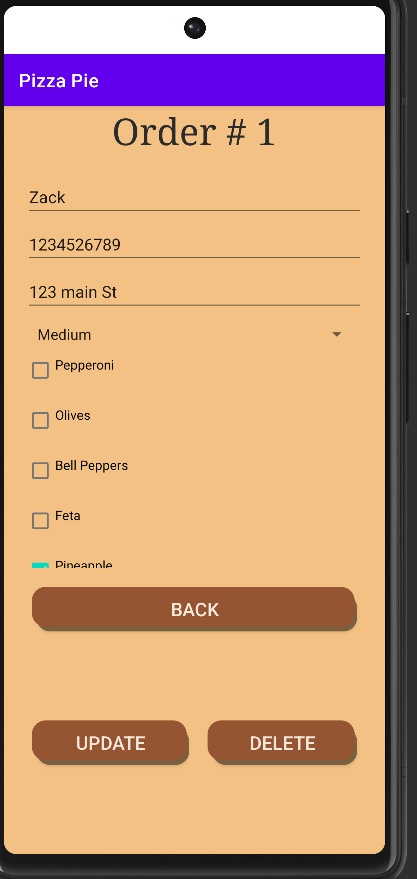 Pizza Pie
Order # 1
Zack
1234526789
123 main St
Medium
Pepperoni
Olives
Bell Peppers
Feta
Pineapple
BACK
UPDATE DELETE